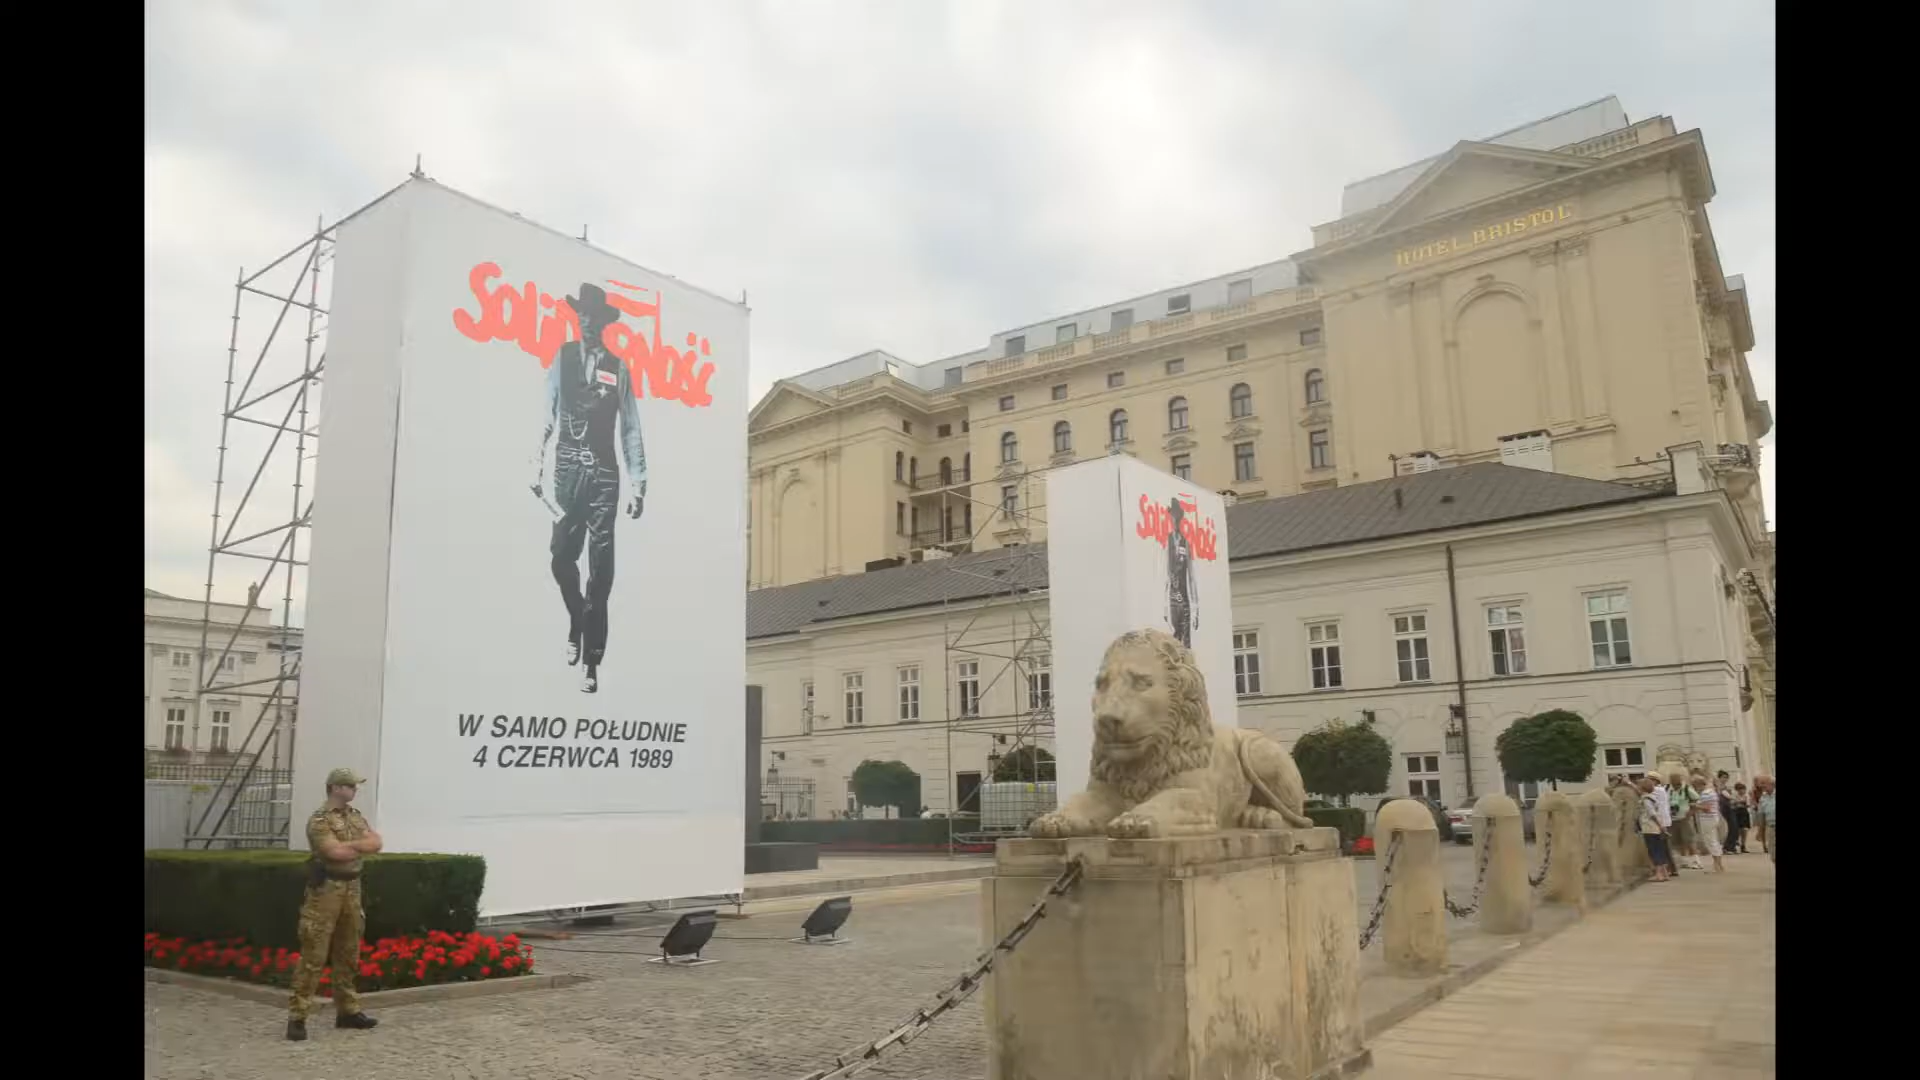 Solidarność
W SAMO POŁUDNIE
4 CZERWCA 1989
HOTEL BRISTOL
Solidarność